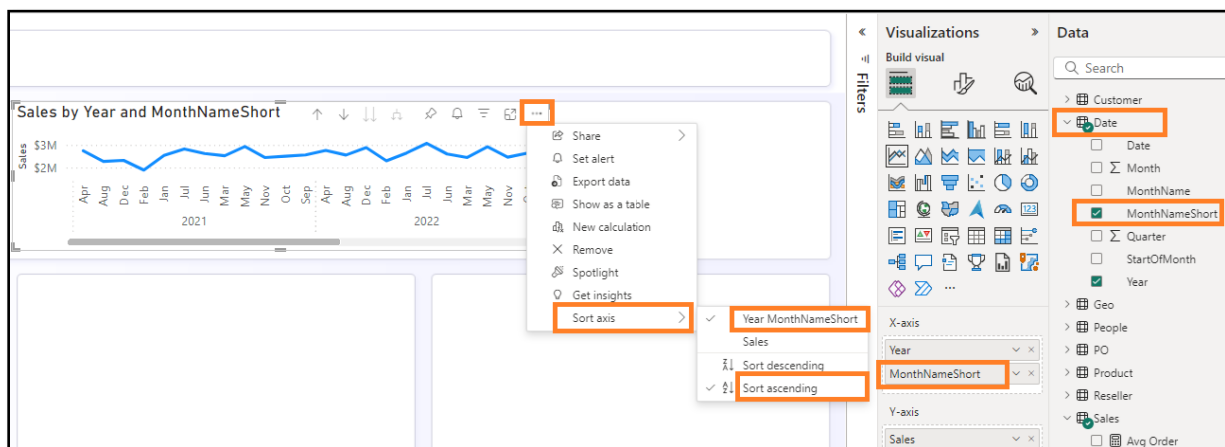 Sales by Year and MonthNameShort
Sales
$3M
$2M
Apr
Aug
Dec
Feb
Jan
Jul
Jun
Mar
May
Nov
Oct
Sep
Apr
Aug
Dec
Feb
Jan
Jul
Jun
Mar
May
Nov
2021
2022
Share
Set alert
Export data
Show as a table
New calculation
Remove
Spotlight
Get insights
Sort axis
Year MonthNameShort
Sales
Sort descending
Sort ascending
Filters
Visualizations
Build visual
123
X-axis
Year
MonthNameShort
Y-axis
Sales
Data
Search
Customer
Date
Date
Σ Month
MonthName
MonthNameShort
Σ Quarter
StartOfMonth
Year
Geo
People
PO
Product
Reseller
Sales
Avg Order